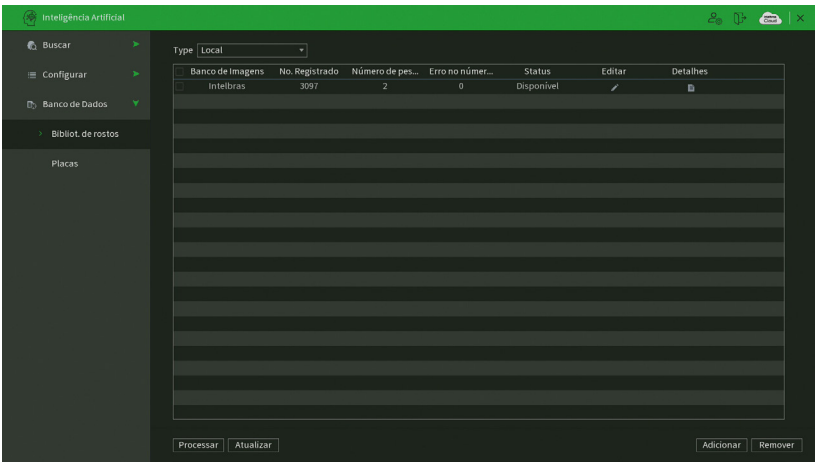 Inteligência Artificial
Cloud
Buscar
Configurar
Banco de Dados
Bibliot. de rostos
Placas
Type Local
Banco de Imagens No. Registrado Número de pes... Erro no númer... Status Editar Detalhes
Intelbras 3097 2 0 Disponível
Processar Atualizar Adicionar Remover